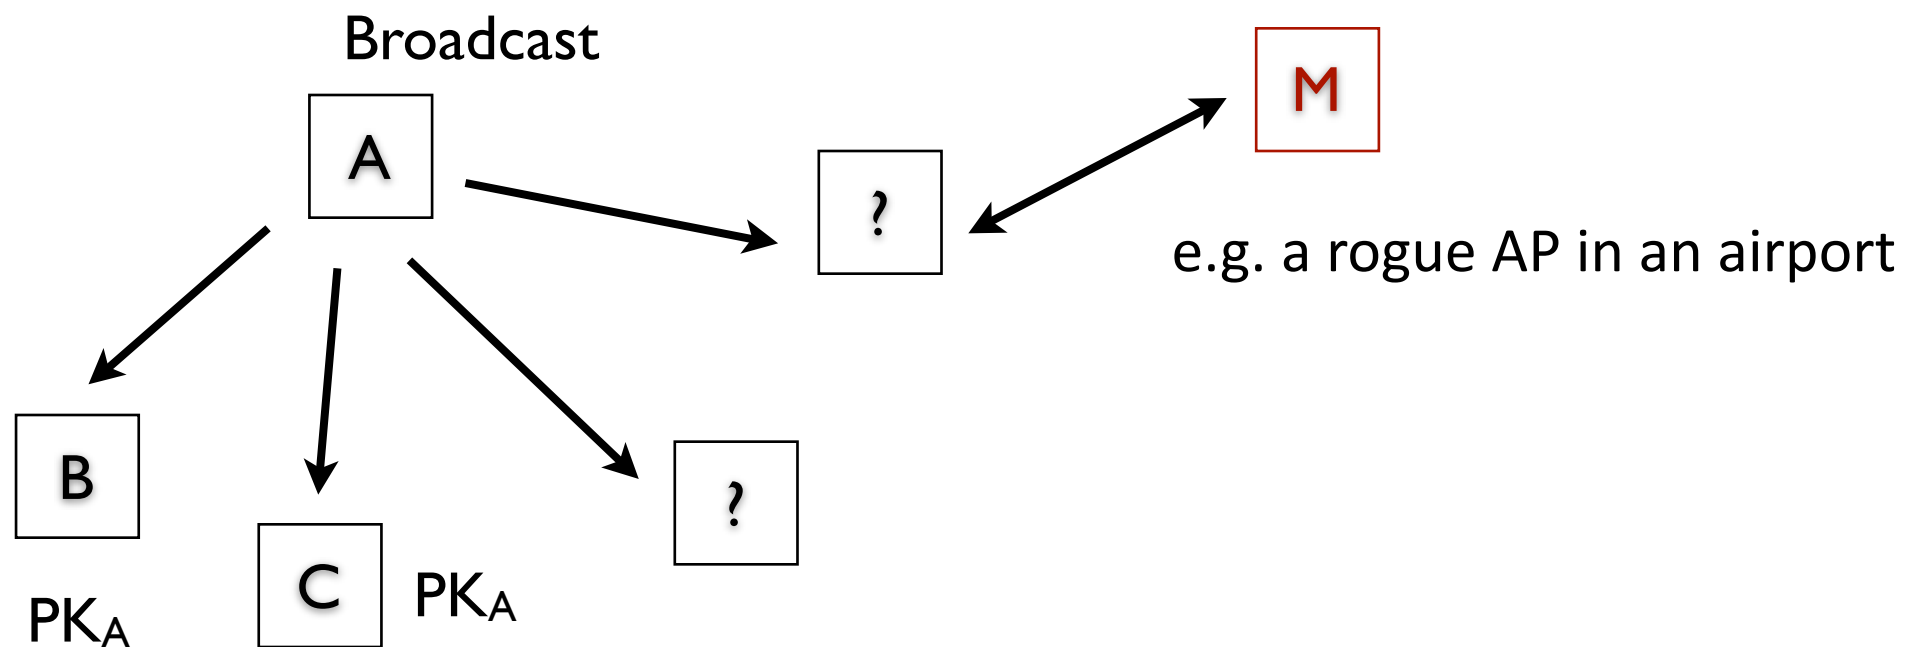 Broadcast
M
A
?
e.g. a rogue AP in an airport
B
?
C
PKA
PKA